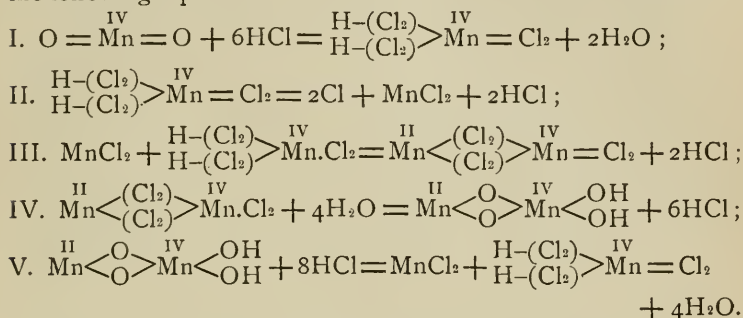 IV IV
I. O=Mn=O + 6HCl = H-(Cl₂) H-(Cl₂)>Mn=Cl₂ + 2H₂O ;
IV
II. H-(Cl₂) H-(Cl₂)>Mn=Cl₂=2Cl + MnCl₂ + 2HCl ;
IV II IV
III. MnCl₂ + H-(Cl₂) H-(Cl₂)>Mn.Cl₂=Mn<(Cl₂) (Cl₂)>Mn=Cl₂ + 2HCl ;
II IV II IV
IV. Mn<(Cl₂) (Cl₂)>Mn.Cl₂ + 4H₂O = Mn<O O>Mn<OH OH + 6HCl ;
II IV IV
V. Mn<O O>Mn<OH OH + 8HCl = MnCl₂ + H-(Cl₂) H-(Cl₂)>Mn=Cl₂
+ 4H₂O.